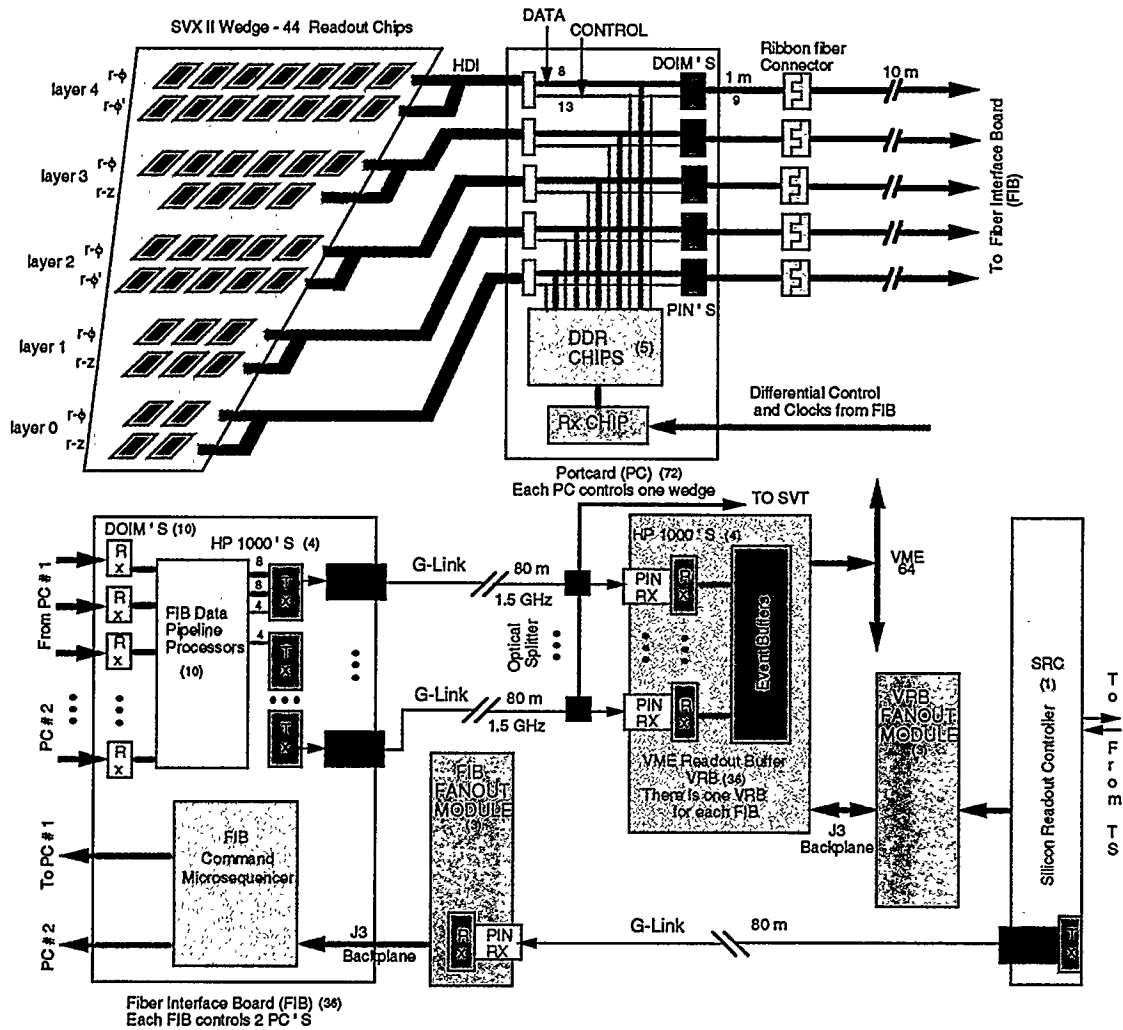 SVX II Wedge - 44 Readout Chips
DATA
CONTROL
HDI
8
13
DOIM'S
1 m
9
Ribbon fiber
Connector
10 m
To Fiber Interface Board
(FIB)
layer 4
r-ϕ
r-ϕ'
layer 3
r-ϕ
r-z
layer 2
r-ϕ
r-ϕ'
layer 1
r-ϕ
r-z
layer 0
r-ϕ
r-z
PIN'S
DDR
CHIPS (5)
Rx CHIP
Differential Control
and Clocks from FIB
Portcard (PC) (72)
Each PC controls one wedge
TO SVT
DOIM'S (10)
HP 1000'S (4)
From PC #1
PC # 2
R x
R x
R x
R x
FIB Data
Pipeline
Processors
(10)
8
8
4
4
TX
TX
TX
G-Link
80 m
1.5 GHz
G-Link
80 m
1.5 GHz
Optical
Splitter
HP 1000'S (4)
PIN
RX
RX
PIN
RX
RX
Event Buffers
VME Readout Buffer
VRB (36)
There is one VRB
for each FIB
VME
64
VRB
FANOUT
MODULE
J3
Backplane
SRC
Silicon Readout Controller
To
From TS
TX
FIB
FANOUT
MODULE
RX
PIN
RX
G-Link
80 m
J3
Backplane
FIB
Command
Microsequencer
To PC # 1
PC # 2
Fiber Interface Board (FIB) (36)
Each FIB controls 2 PC'S